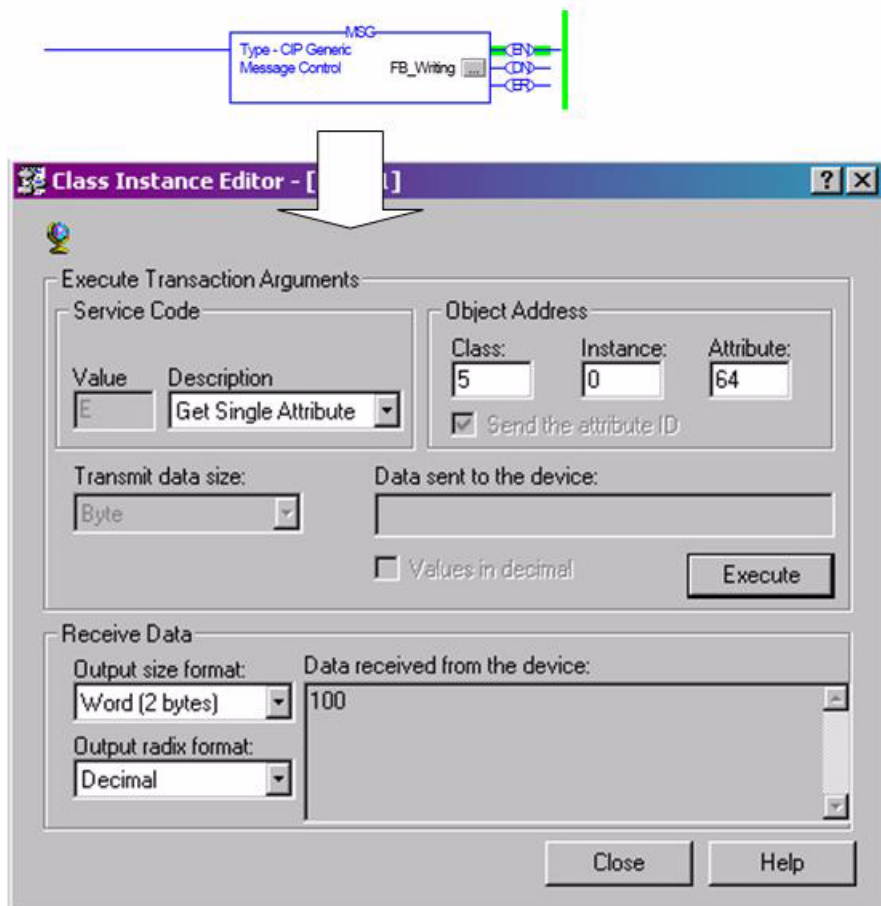 MSG
Type - CIP Generic
Message Control FB_Writing ...
EN
DN
ER
Class Instance Editor - [ 1]
Execute Transaction Arguments
Service Code
Object Address
Class: Instance: Attribute:
Value Description
5 0 64
E Get Single Attribute
Send the attribute ID
Transmit data size: Data sent to the device:
Byte
Values in decimal
Execute
Receive Data
Output size format: Data received from the device:
Word (2 bytes) 100
Output radix format:
Decimal
Close Help